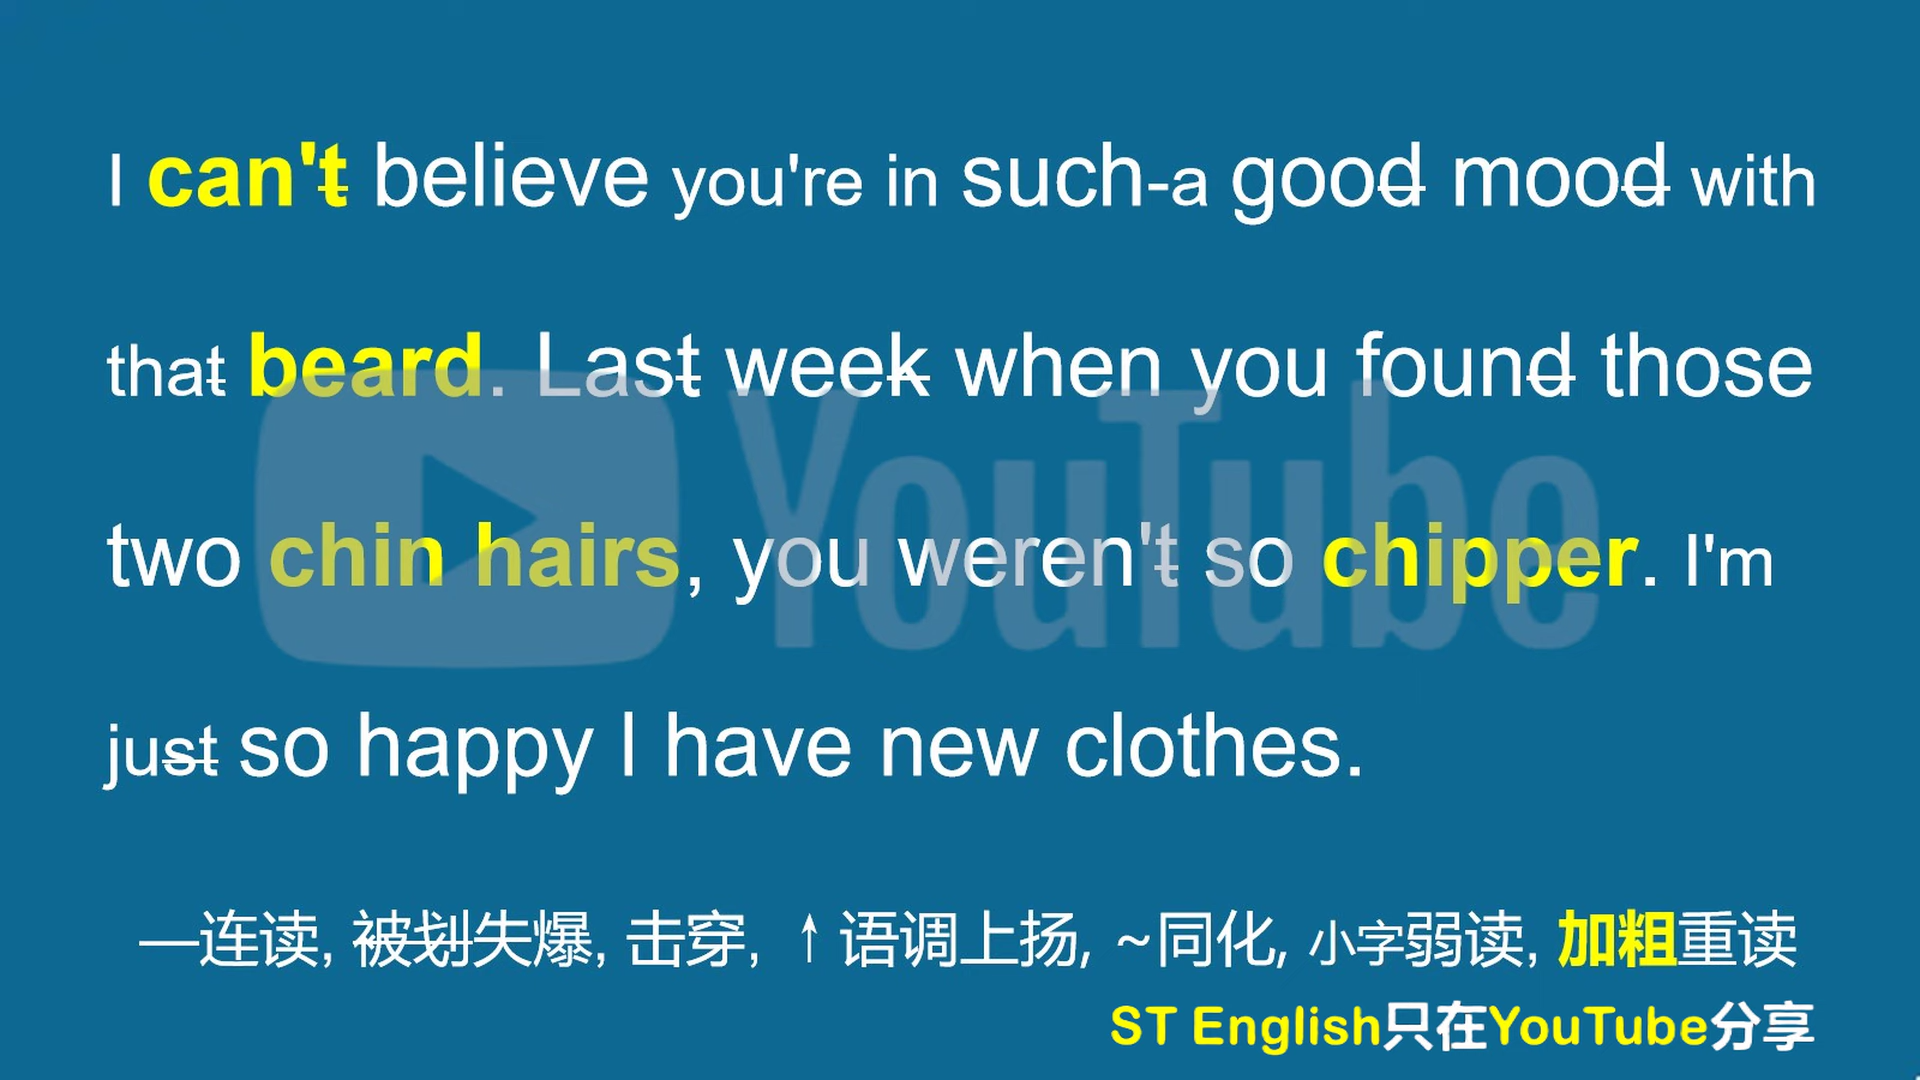 I can't believe you're in such-a good mood with
that beard. Last week when you found those
YouTube
two chin hairs, you weren't so chipper. I'm
just so happy I have new clothes.
—连读, 被划失爆, 击穿, ↑语调上扬, ~同化, 小字弱读, 加粗重读
ST English只在YouTube分享